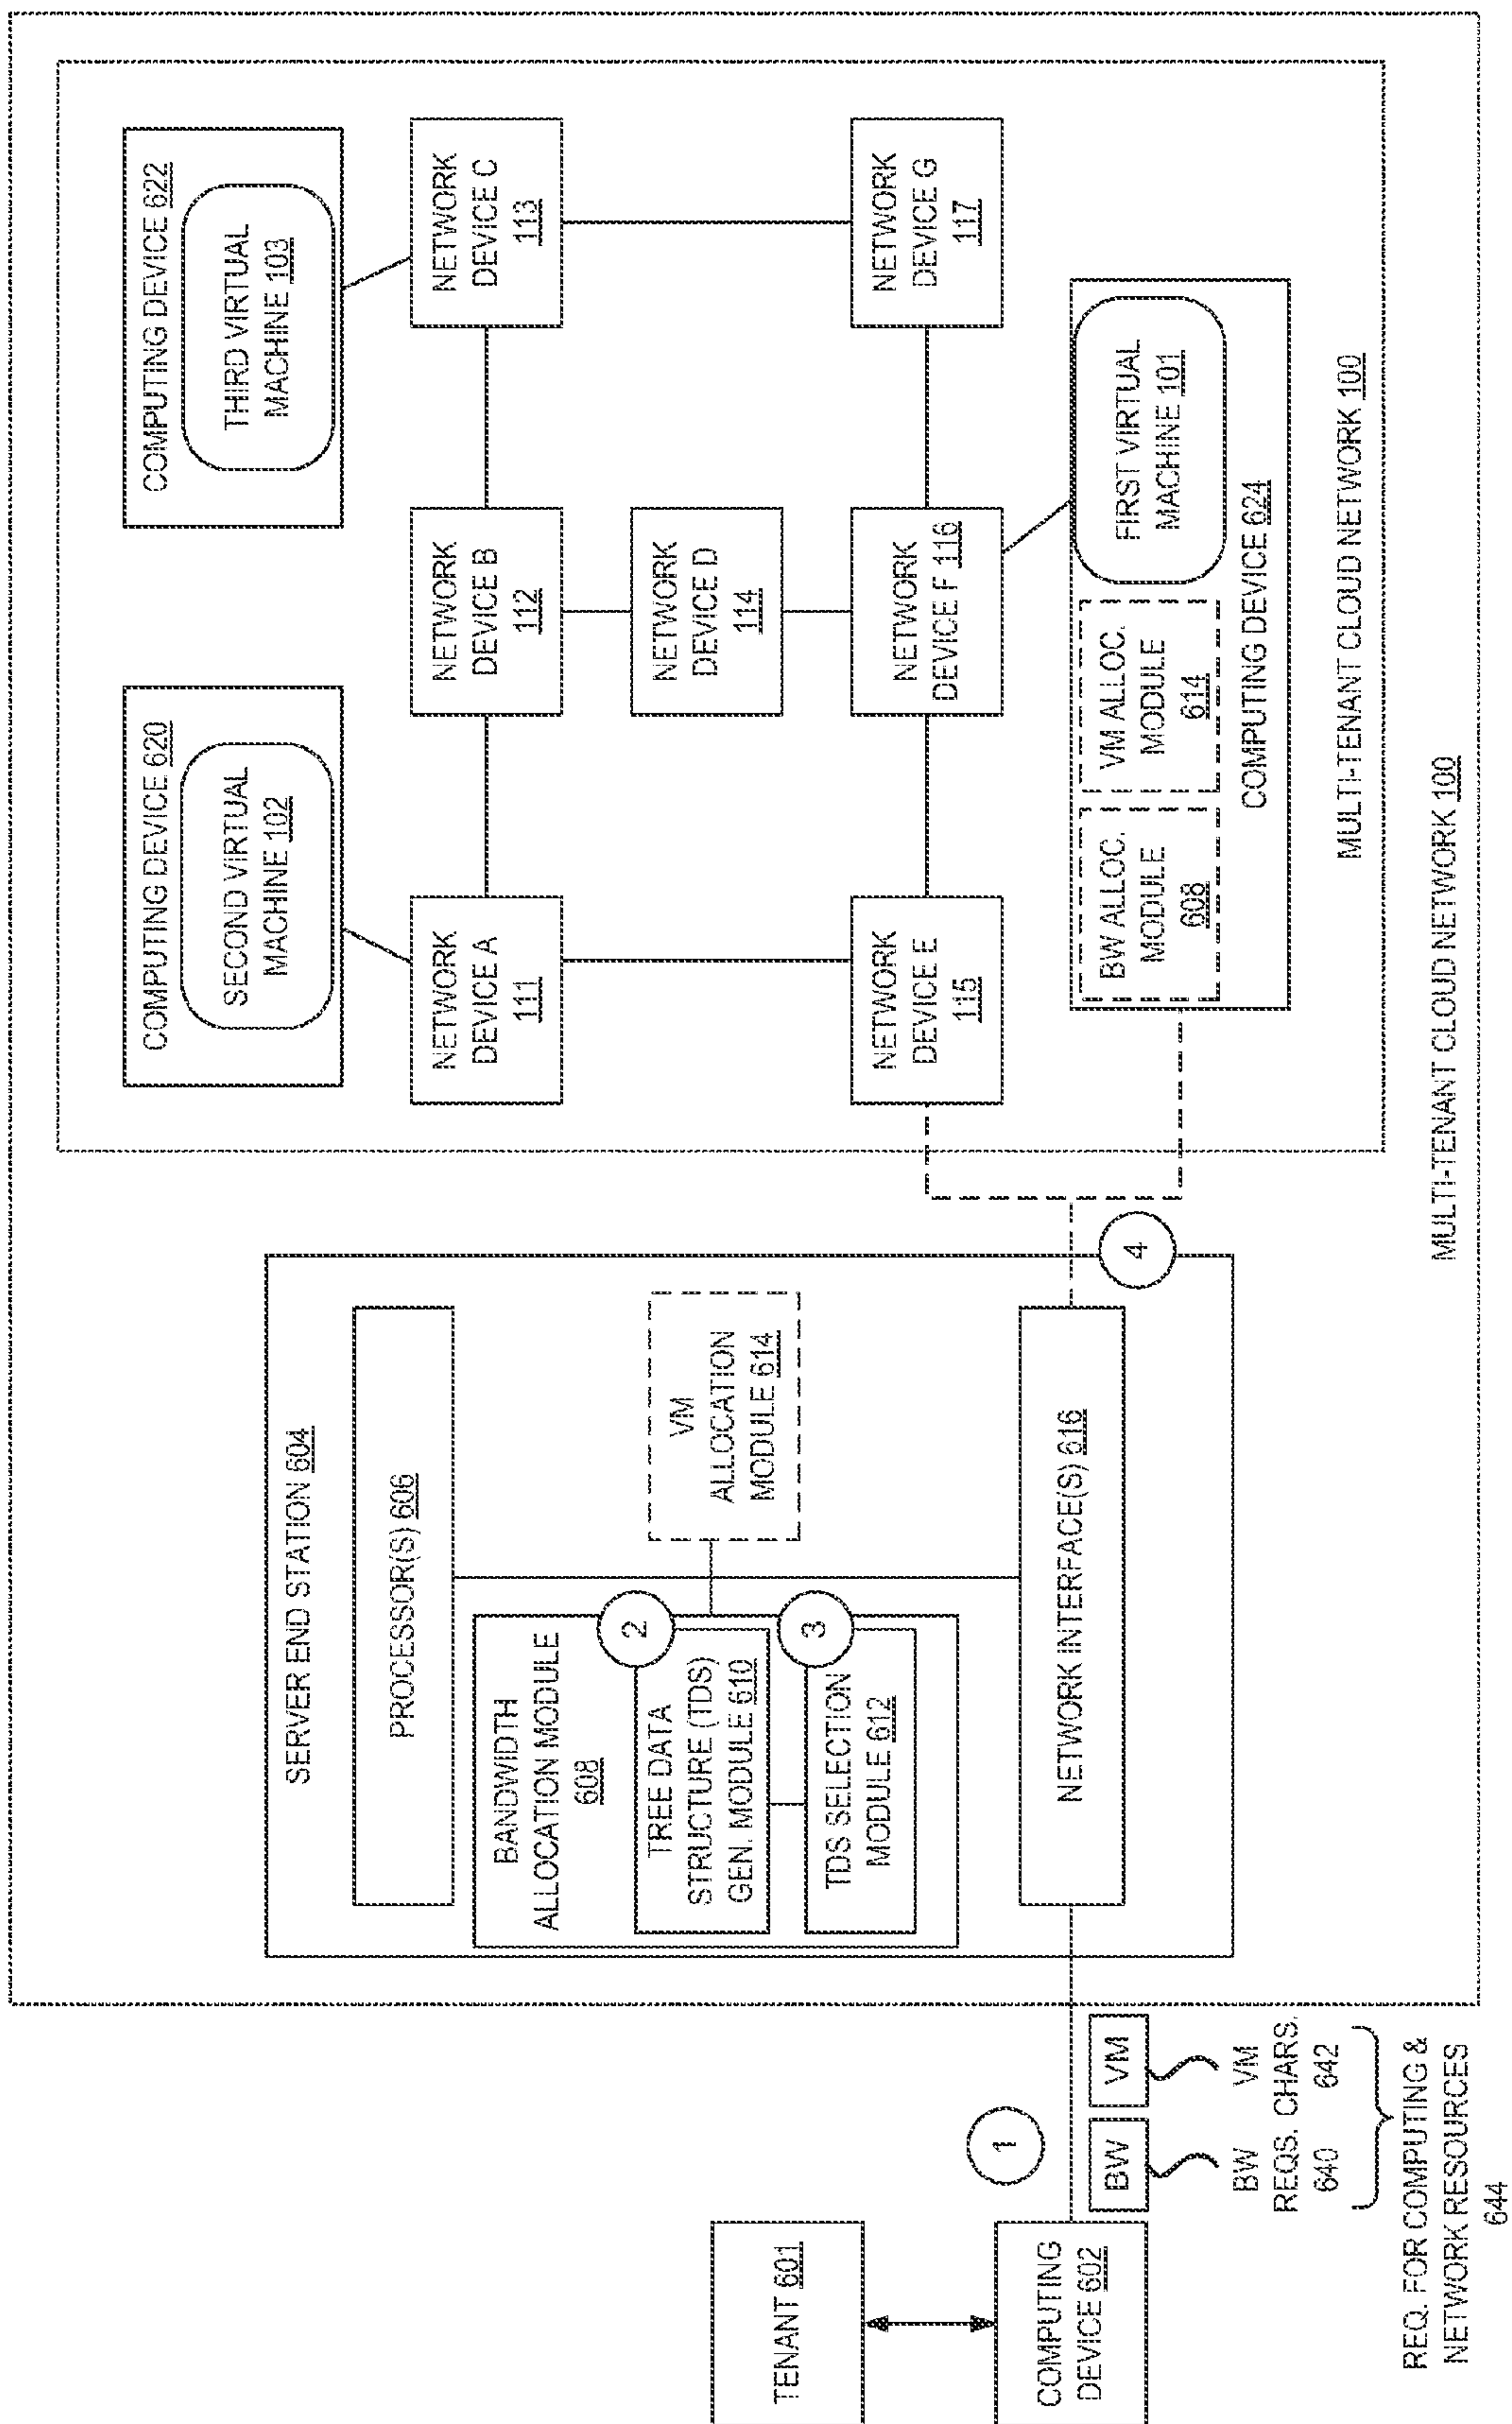 TENANT 601
COMPUTING
DEVICE 602
1
BW
VM
BW
REQS.
640
VM
CHARS.
642
REQ. FOR COMPUTING &
NETWORK RESOURCES
644
SERVER END STATION 604
PROCESSOR(S) 606
BANDWIDTH
ALLOCATION MODULE
608
2
TREE DATA
STRUCTURE (TDS)
GEN. MODULE 610
3
TDS SELECTION
MODULE 612
VM
ALLOCATION
MODULE 614
NETWORK INTERFACE(S) 616
4
COMPUTING DEVICE 620
SECOND VIRTUAL
MACHINE 102
COMPUTING DEVICE 622
THIRD VIRTUAL
MACHINE 103
NETWORK
DEVICE A
111
NETWORK
DEVICE B
112
NETWORK
DEVICE C
113
NETWORK
DEVICE D
114
NETWORK
DEVICE E
115
NETWORK
DEVICE F 116
NETWORK
DEVICE G
117
BW ALLOC.
MODULE
608
VM ALLOC.
MODULE
614
FIRST VIRTUAL
MACHINE 101
COMPUTING DEVICE 624
MULTI-TENANT CLOUD NETWORK 100
MULTI-TENANT CLOUD NETWORK 100